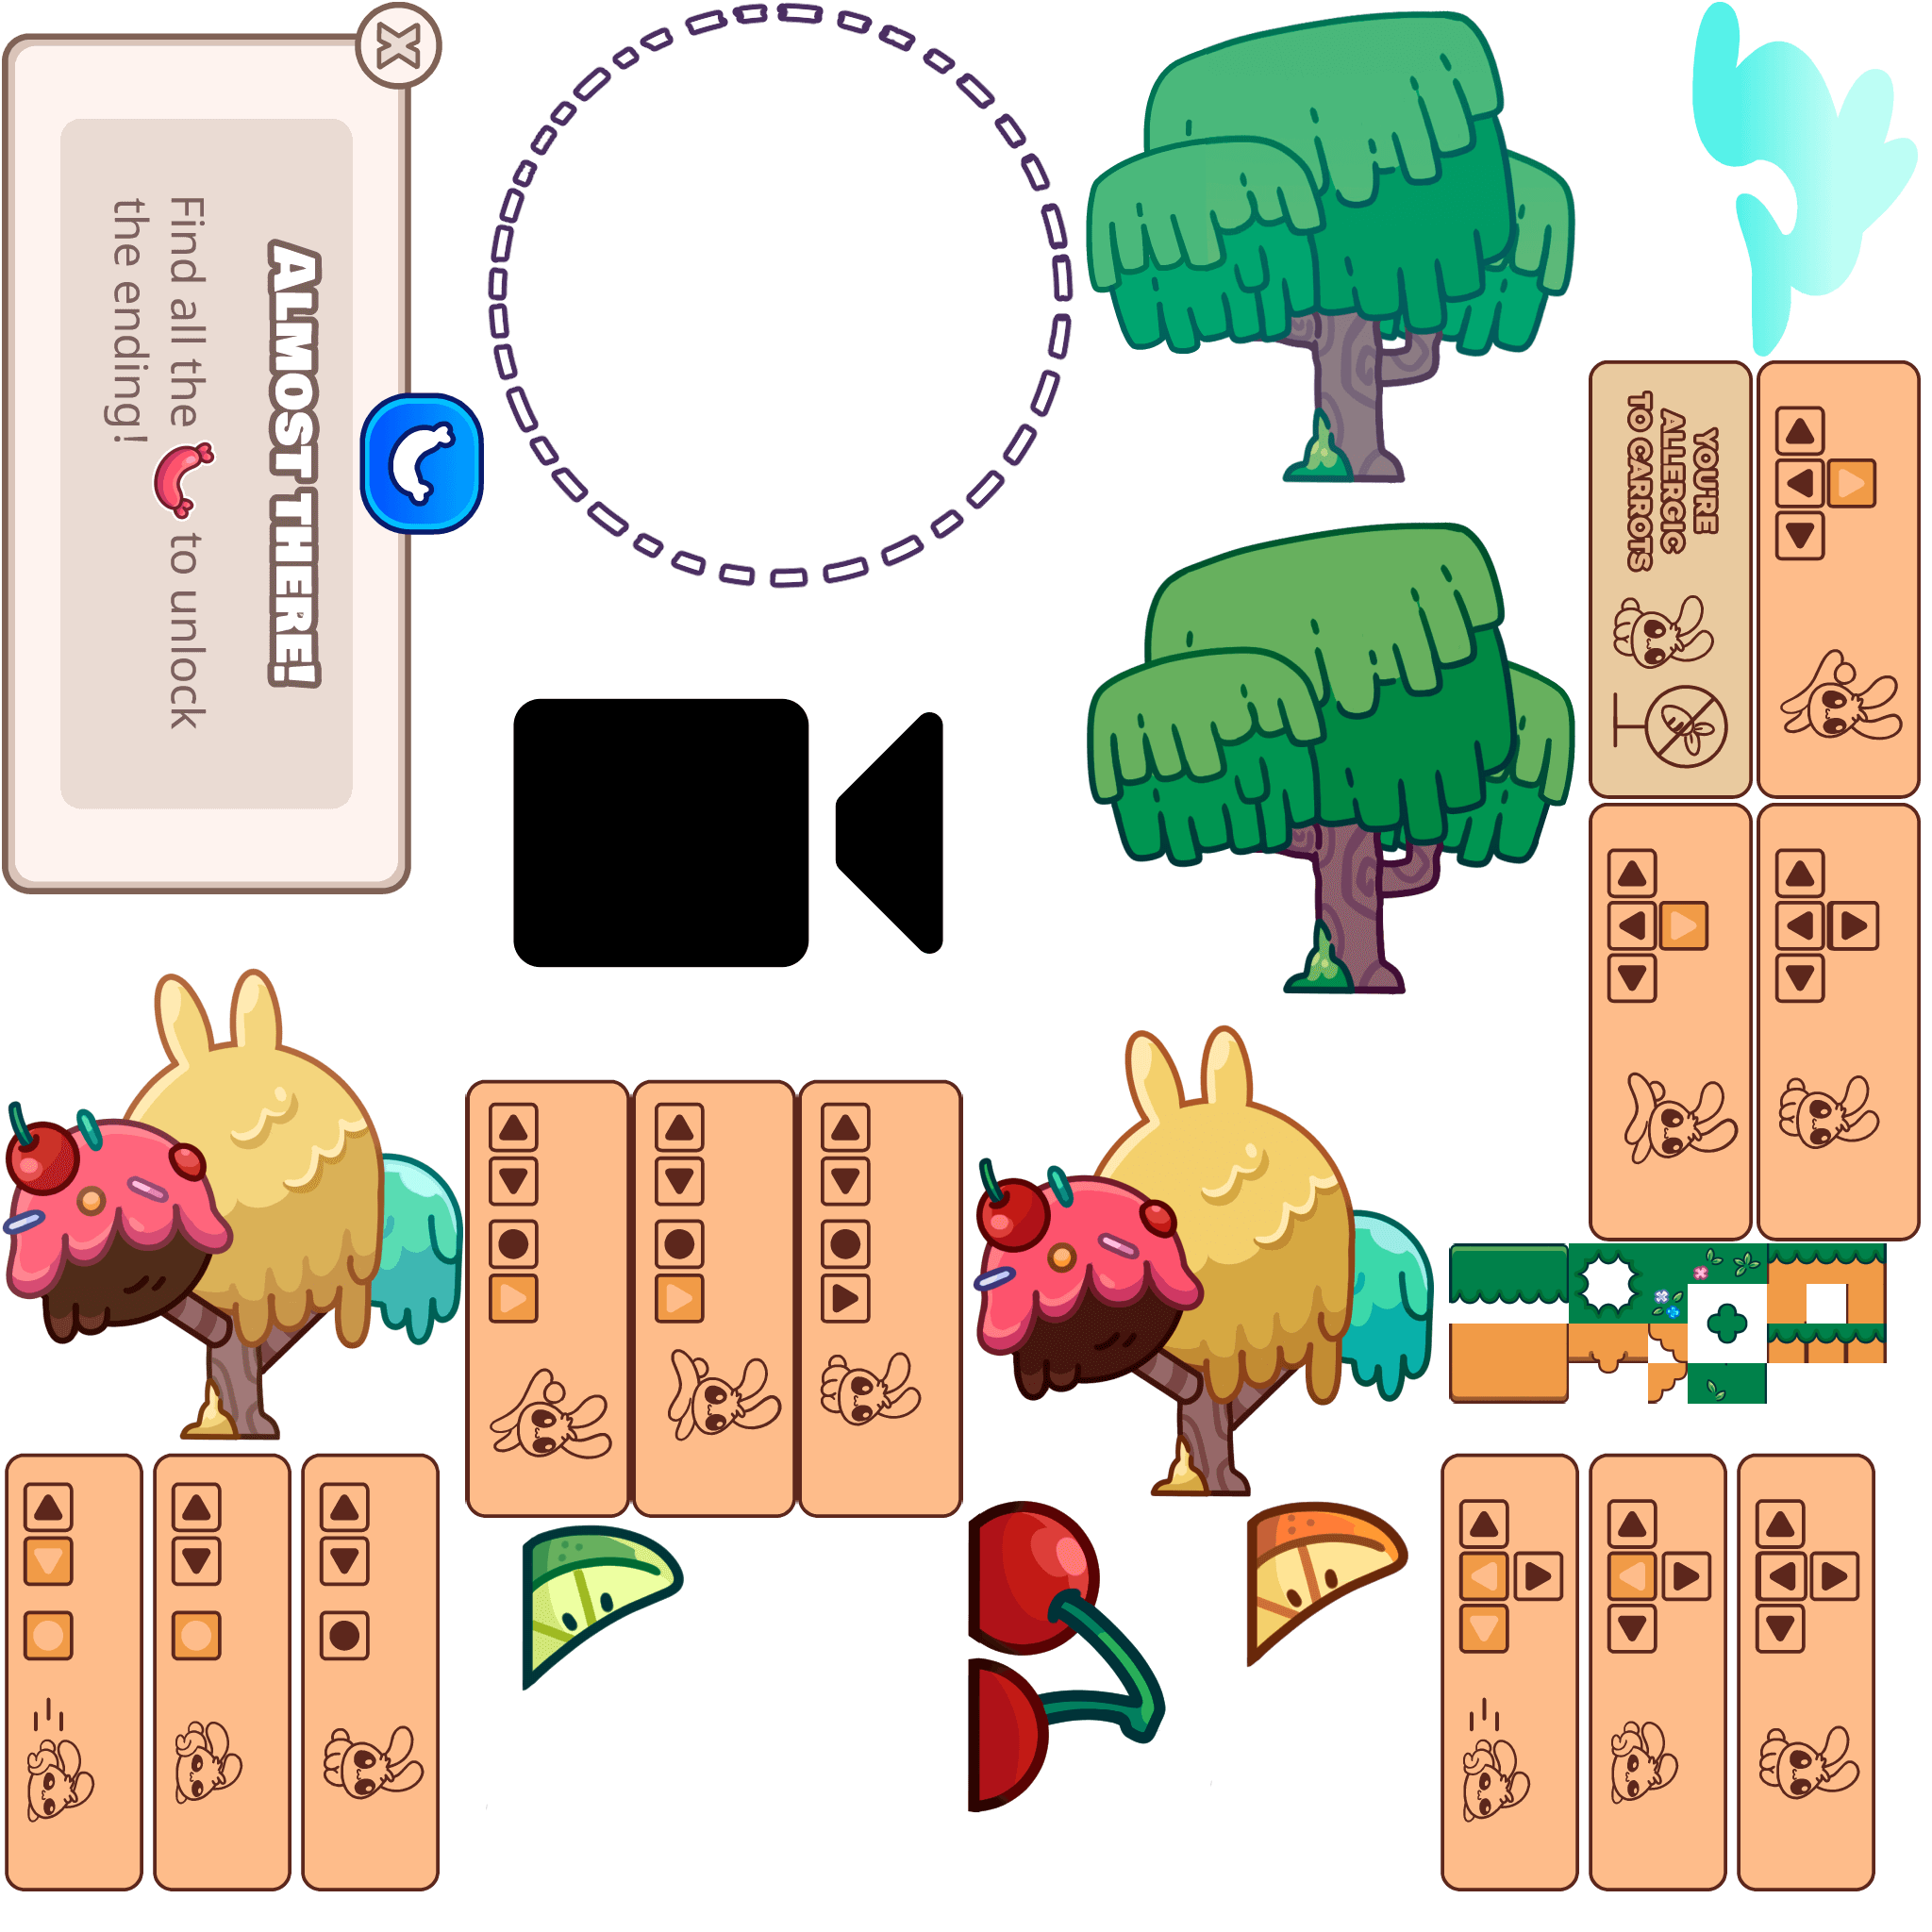 ALMOST THERE!
Find all the to unlock
the ending!
YOU'RE
ALLERGIC
TO CARROTS